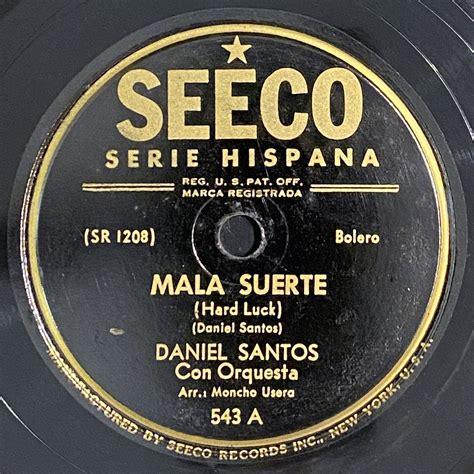 SEECO
SERIE HISPANA
REG. U. S. PAT. OFF.
MARCA REGISTRADA
(SR 1208)
Bolero
MALA SUERTE
(Hard Luck)
(Daniel Santos)
DANIEL SANTOS
Con Orquesta
Arr.: Moncho Usera
543 A
MANUFACTURED BY SEECO RECORDS INC., NEW YORK, U.S.A.